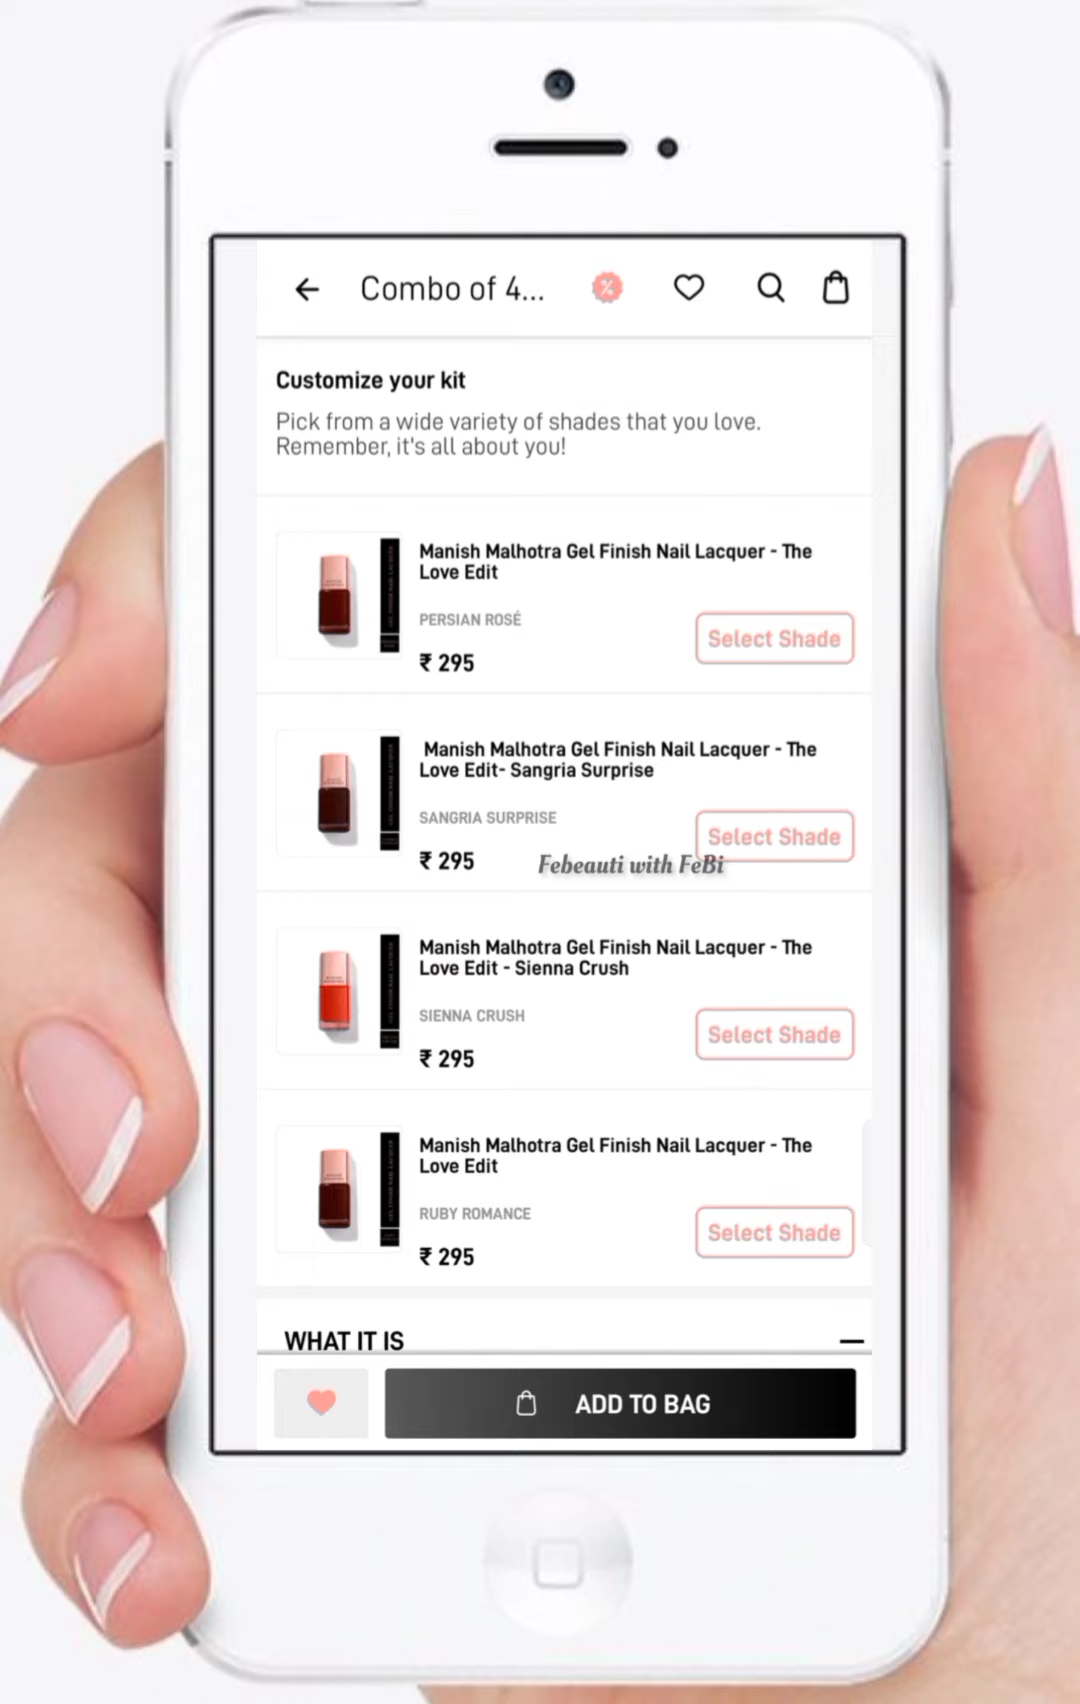 Combo of 4...
Customize your kit
Pick from a wide variety of shades that you love.
Remember, it's all about you!
Manish Malhotra Gel Finish Nail Lacquer - The
Love Edit
PERSIAN ROSÉ
Select Shade
₹ 295
Manish Malhotra Gel Finish Nail Lacquer - The
Love Edit- Sangria Surprise
SANGRIA SURPRISE
Select Shade
₹ 295
Febeauti with FeBi
Manish Malhotra Gel Finish Nail Lacquer - The
Love Edit - Sienna Crush
SIENNA CRUSH
Select Shade
₹ 295
Manish Malhotra Gel Finish Nail Lacquer - The
Love Edit
RUBY ROMANCE
Select Shade
₹ 295
WHAT IT IS
ADD TO BAG